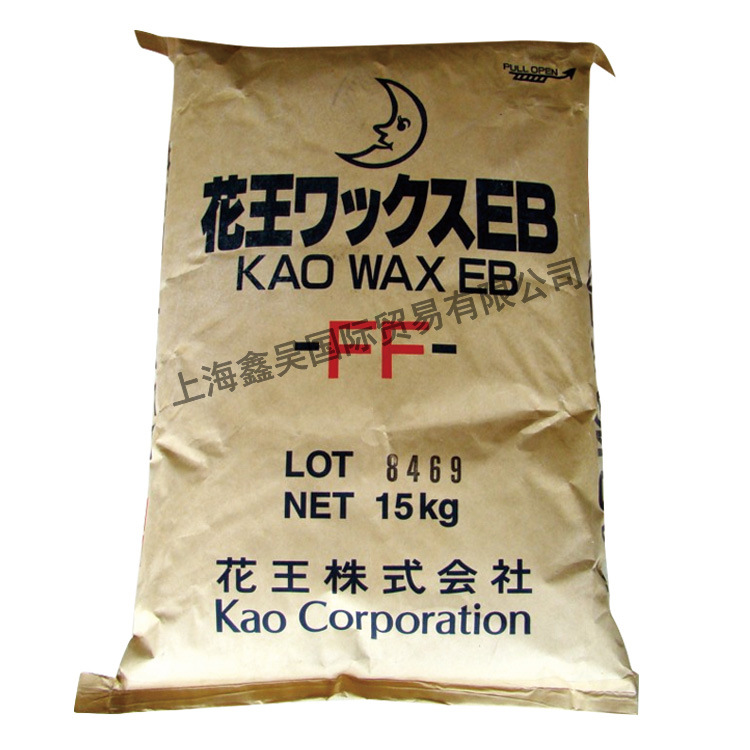 PULL OPEN
花王ワックスEB
KAO WAX EB
-FF-
上海鑫吴国际贸易有限公司
LOT 8469
NET 15kg
花王株式会社
Kao Corporation